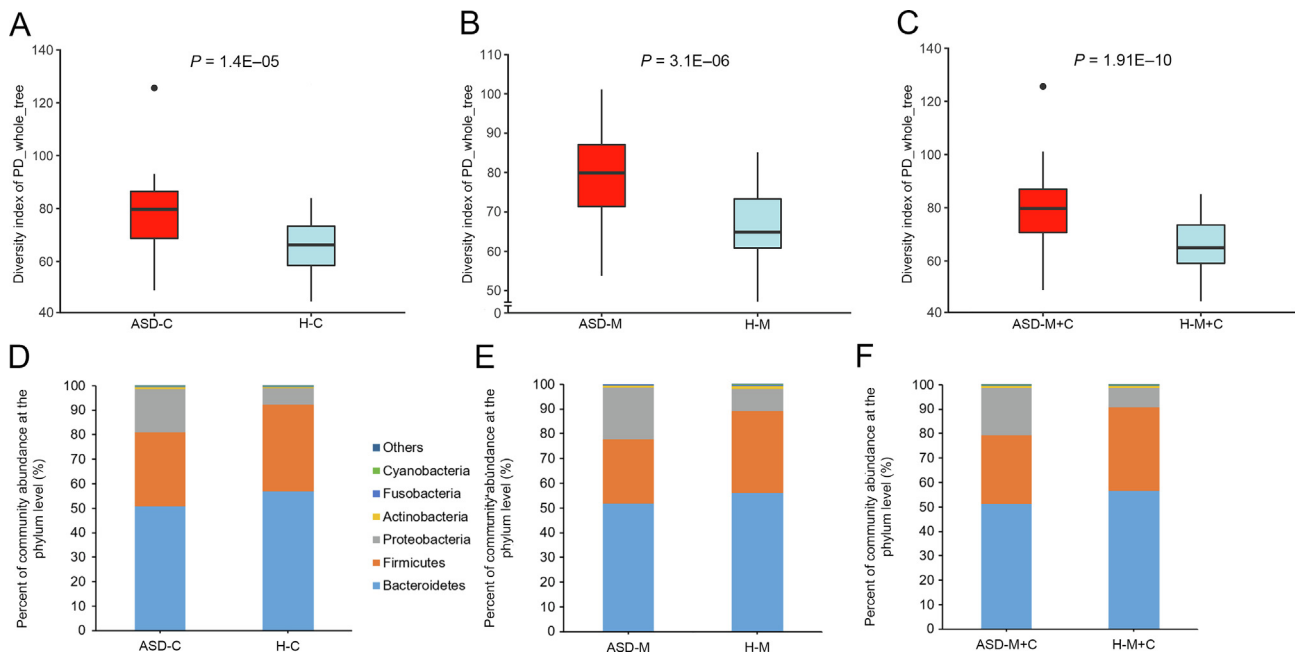 A
P = 1.4E–05
Diversity index of PD_whole_tree
140
120
100
80
60
40
ASD-C
H-C
B
P = 3.1E–06
Diversity index of PD_whole_tree
110
100
90
80
70
60
50
0
ASD-M
H-M
C
P = 1.91E–10
Diversity index of PD_whole_tree
140
120
100
80
60
40
ASD-M+C
H-M+C
D
Percent of community abundance at the
phylum level (%)
100
90
80
70
60
50
40
30
20
10
0
ASD-C
H-C
Others
Cyanobacteria
Fusobacteria
Actinobacteria
Proteobacteria
Firmicutes
Bacteroidetes
E
Percent of community abundance at the
phylum level (%)
100
90
80
70
60
50
40
30
20
10
0
ASD-M
H-M
F
Percent of community abundance at the
phylum level (%)
100
90
80
70
60
50
40
30
20
10
0
ASD-M+C
H-M+C